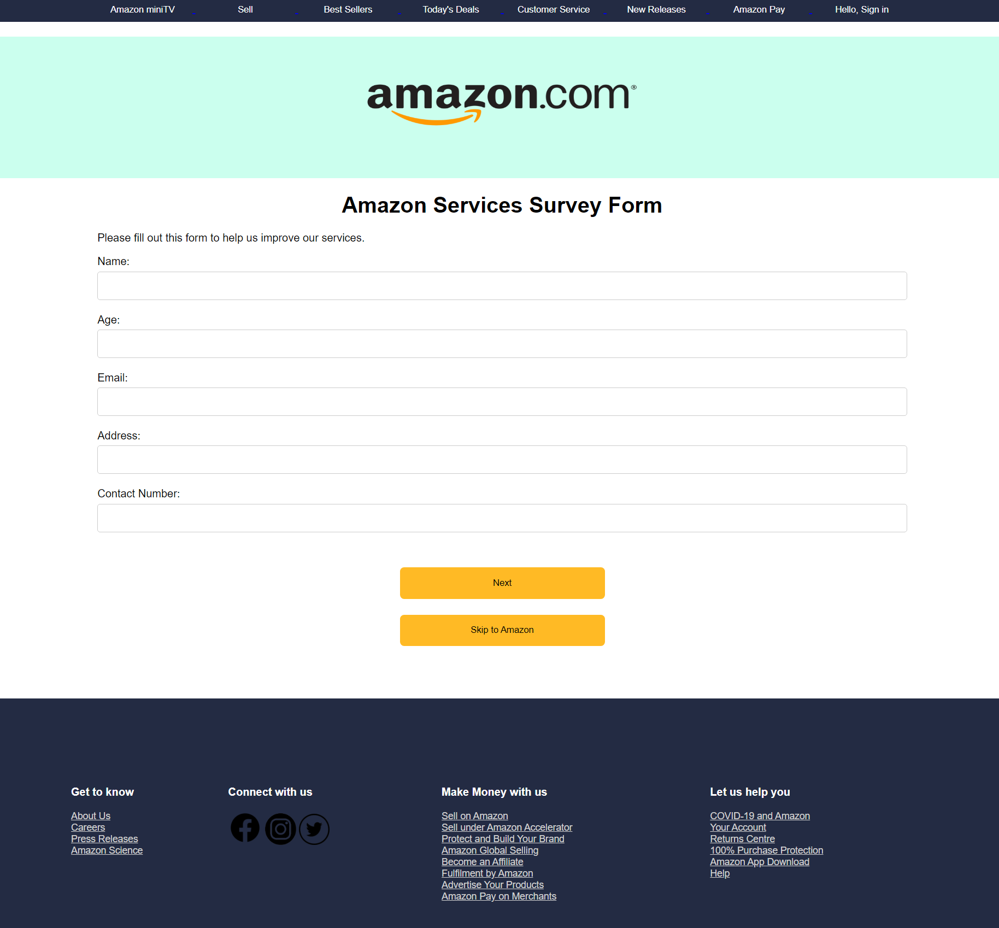 Amazon miniTV Sell Best Sellers Today's Deals Customer Service New Releases Amazon Pay Hello, Sign in
amazon.com®
Amazon Services Survey Form
Please fill out this form to help us improve our services.
Name:
Age:
Email:
Address:
Contact Number:
Next
Skip to Amazon
Get to know
About Us
Careers
Press Releases
Amazon Science
Connect with us
Make Money with us
Sell on Amazon
Sell under Amazon Accelerator
Protect and Build Your Brand
Amazon Global Selling
Become an Affiliate
Fulfilment by Amazon
Advertise Your Products
Amazon Pay on Merchants
Let us help you
COVID-19 and Amazon
Your Account
Returns Centre
100% Purchase Protection
Amazon App Download
Help